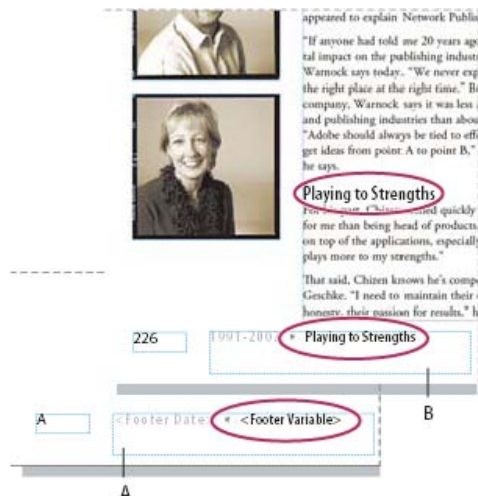 appeared to explain Network Publis
"If anyone had told me 20 years ago
tal impact on the publishing indust
Warnock says today. "We never exp
the right place at the right time." B
company, Warnock says it was less
and publishing industries than abou
"Adobe should always be tied to eff
get ideas from point A to point B,"
he says.
Playing to Strengths
quickly
for me than being head of products,
on top of the applications, especially
plays more to my strengths."
That said, Chizen knows he's compe
Geschke. "I need to maintain their
honesty, their passion for results," h
226
1991-2007 Playing to Strengths
B
A
<Footer Date> <Footer Variable>
A